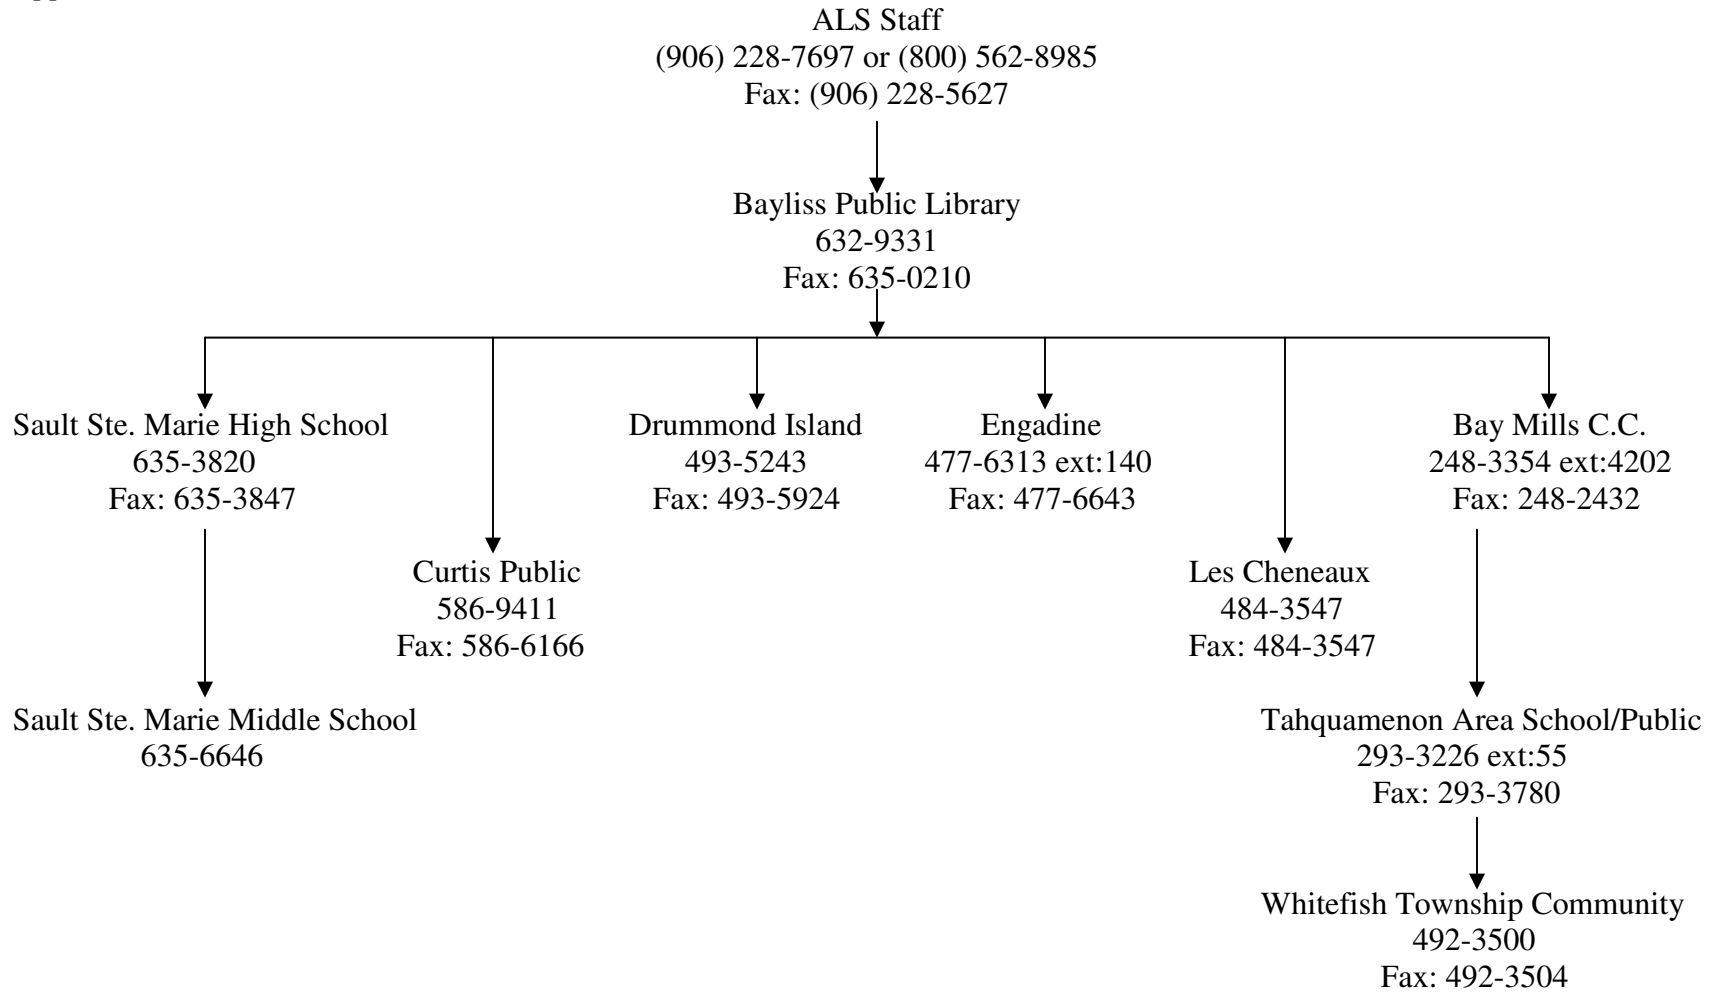 ALS Staff
(906) 228-7697 or (800) 562-8985
Fax: (906) 228-5627
Bayliss Public Library
632-9331
Fax: 635-0210
Sault Ste. Marie High School
635-3820
Fax: 635-3847
Drummond Island
493-5243
Fax: 493-5924
Engadine
477-6313 ext:140
Fax: 477-6643
Bay Mills C.C.
248-3354 ext:4202
Fax: 248-2432
Curtis Public
586-9411
Fax: 586-6166
Les Cheneaux
484-3547
Fax: 484-3547
Sault Ste. Marie Middle School
635-6646
Tahquamenon Area School/Public
293-3226 ext:55
Fax: 293-3780
Whitefish Township Community
492-3500
Fax: 492-3504